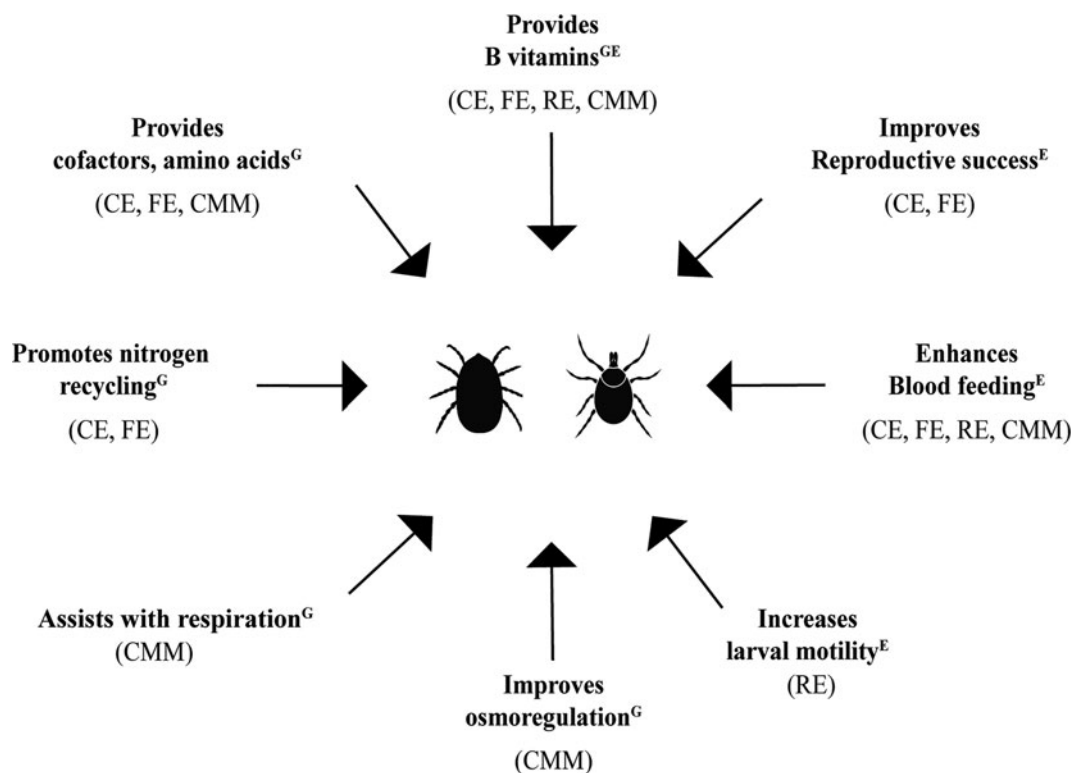 Provides
B vitamins^GE
(CE, FE, RE, CMM)
Provides
cofactors, amino acids^G
(CE, FE, CMM)
Improves
Reproductive success^E
(CE, FE)
Promotes nitrogen
recycling^G
(CE, FE)
Enhances
Blood feeding^E
(CE, FE, RE, CMM)
Assists with respiration^G
(CMM)
Increases
larval motility^E
(RE)
Improves
osmoregulation^G
(CMM)